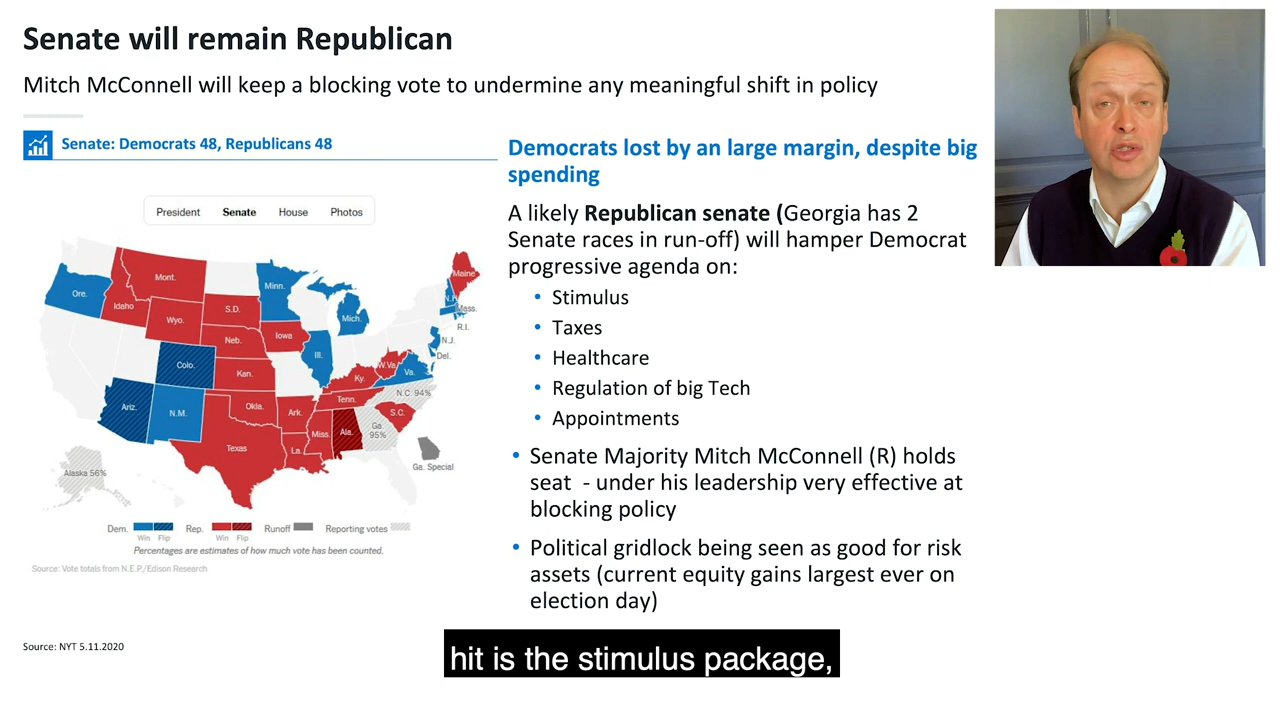 Senate will remain Republican
Mitch McConnell will keep a blocking vote to undermine any meaningful shift in policy
Senate: Democrats 48, Republicans 48
President Senate House Photos
Ore.
Idaho
Mont.
Wyo.
S.D.
Neb.
Kan.
Colo.
Ariz.
N.M.
Okla.
Texas
Minn.
Iowa
Ill.
Mich.
Ark.
La.
Miss.
Ala.
Tenn.
Ky.
W.Va.
Va.
N.C. 94%
S.C.
Ga.
95%
Maine
Mass.
R.I.
N.J.
Del.
Alaska 56%
Ga. Special
Dem. Rep. Runoff Reporting votes
Win Flip Win Flip
Percentages are estimates of how much vote has been counted.
Source: Vote totals from N.E.P./Edison Research
Source: NYT 5.11.2020
Democrats lost by an large margin, despite big
spending
A likely Republican senate (Georgia has 2
Senate races in run-off) will hamper Democrat
progressive agenda on:
• Stimulus
• Taxes
• Healthcare
• Regulation of big Tech
• Appointments
• Senate Majority Mitch McConnell (R) holds
seat - under his leadership very effective at
blocking policy
• Political gridlock being seen as good for risk
assets (current equity gains largest ever on
election day)
hit is the stimulus package,